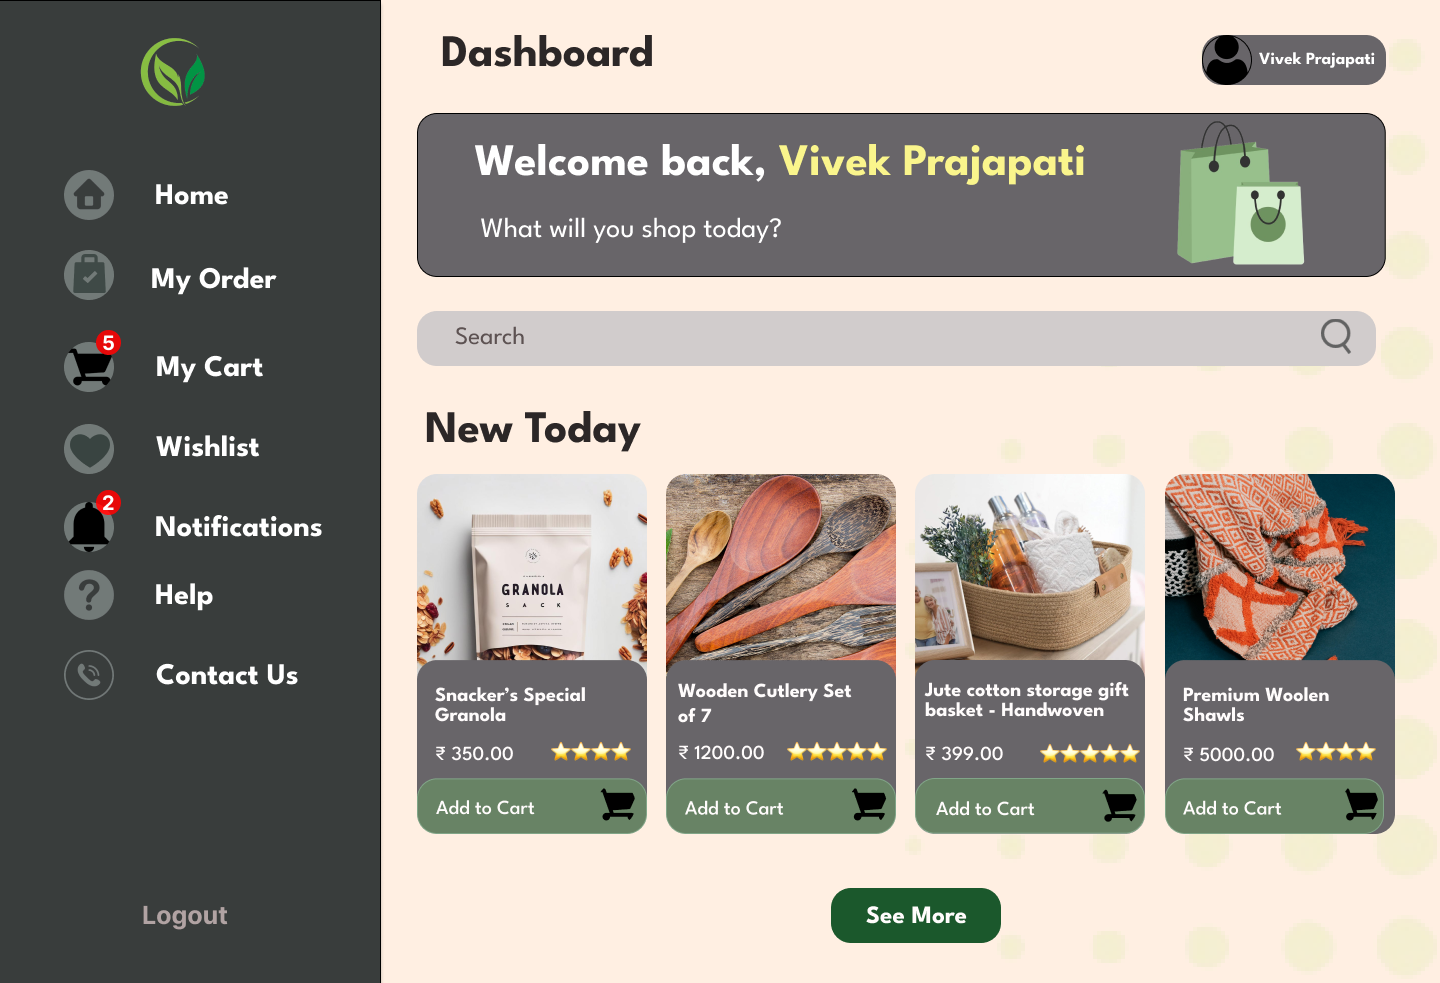 Dashboard
Vivek Prajapati
Welcome back, Vivek Prajapati
What will you shop today?
Home
My Order
5
My Cart
Wishlist
2
Notifications
Help
Contact Us
Logout
Search
New Today
GRANOLA
SACK
Snacker’s Special
Granola
₹ 350.00
Add to Cart
Wooden Cutlery Set
of 7
₹ 1200.00
Add to Cart
Jute cotton storage gift
basket - Handwoven
₹ 399.00
Add to Cart
Premium Woolen
Shawls
₹ 5000.00
Add to Cart
See More